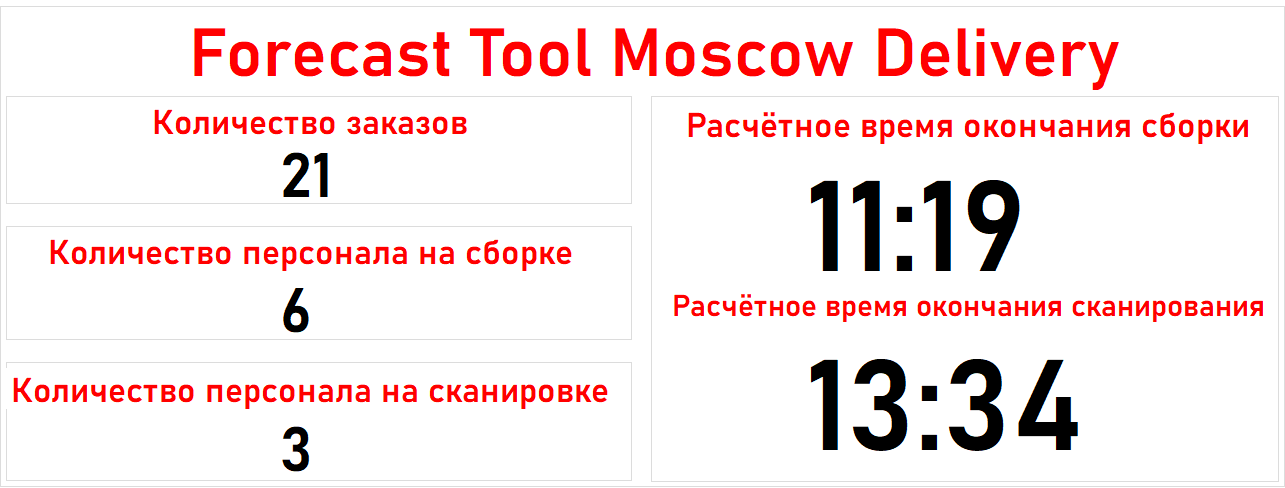 Forecast Tool Moscow Delivery
Количество заказов
21
Количество персонала на сборке
6
Количество персонала на сканировке
3
Расчётное время окончания сборки
11:19
Расчётное время окончания сканирования
13:34